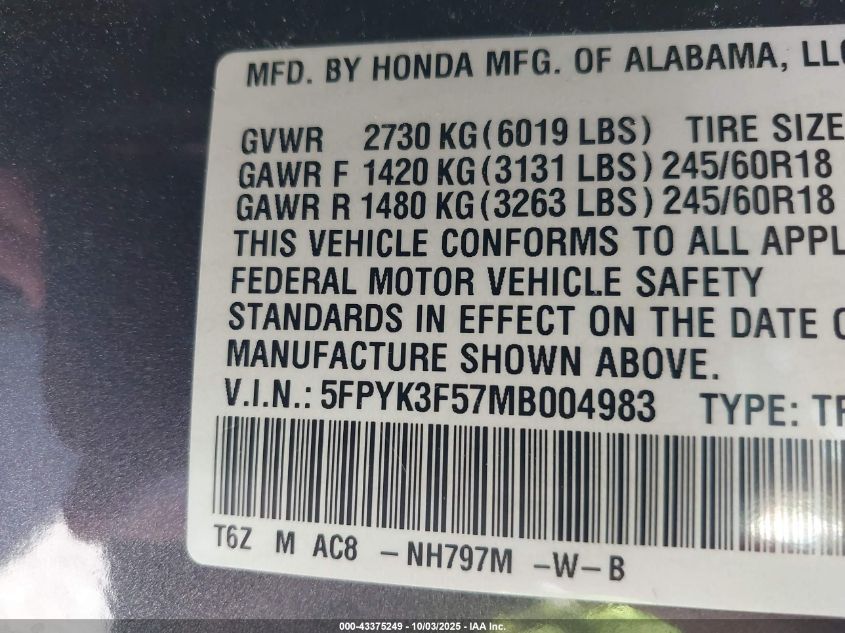 MFD. BY HONDA MFG. OF ALABAMA, LLC
GVWR 2730 KG (6019 LBS) TIRE SIZE
GAWR F 1420 KG (3131 LBS) 245/60R18
GAWR R 1480 KG (3263 LBS) 245/60R18
THIS VEHICLE CONFORMS TO ALL APPL
FEDERAL MOTOR VEHICLE SAFETY
STANDARDS IN EFFECT ON THE DATE O
MANUFACTURE SHOWN ABOVE.
V.I.N.: 5FPYK3F57MB004983 TYPE: TR
T6Z M AC8 - NH797M - W - B
000-43375249 - 10/03/2025 - IAA Inc.